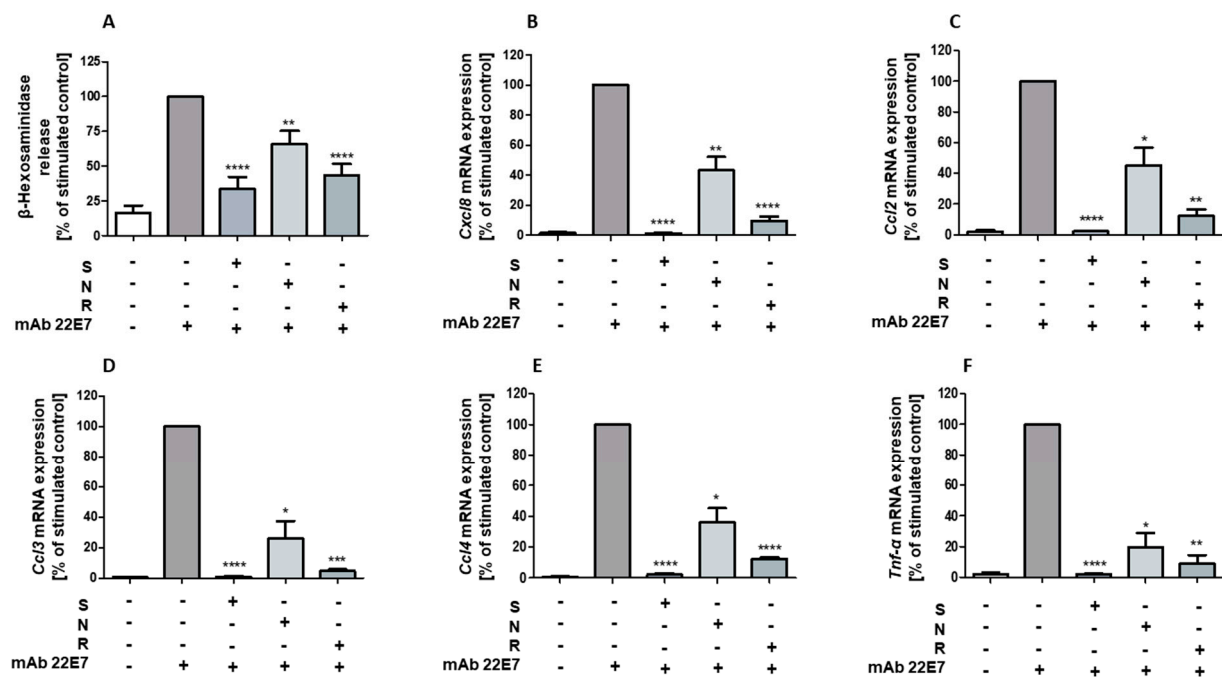 A
β-Hexosaminidase
release
[% of stimulated control]
125
100
75
50
25
0
****
**
****
S - - + - -
N - - - + -
R - - - - +
mAb 22E7 - + + + +
B
Cxcl8 mRNA expression
[% of stimulated control]
120
100
80
60
40
20
0
****
**
****
S - - + - -
N - - - + -
R - - - - +
mAb 22E7 - + + + +
C
Ccl2 mRNA expression
[% of stimulated control]
120
100
80
60
40
20
0
****
*
**
S - - + - -
N - - - + -
R - - - - +
mAb 22E7 - + + + +
D
Ccl3 mRNA expression
[% of stimulated control]
120
100
80
60
40
20
0
****
*
***
S - - + - -
N - - - + -
R - - - - +
mAb 22E7 - + + + +
E
Ccl4 mRNA expression
[% of stimulated control]
120
100
80
60
40
20
0
****
*
****
S - - + - -
N - - - + -
R - - - - +
mAb 22E7 - + + + +
F
Tnf-α mRNA expression
[% of stimulated control]
120
100
80
60
40
20
0
****
*
**
S - - + - -
N - - - + -
R - - - - +
mAb 22E7 - + + + +